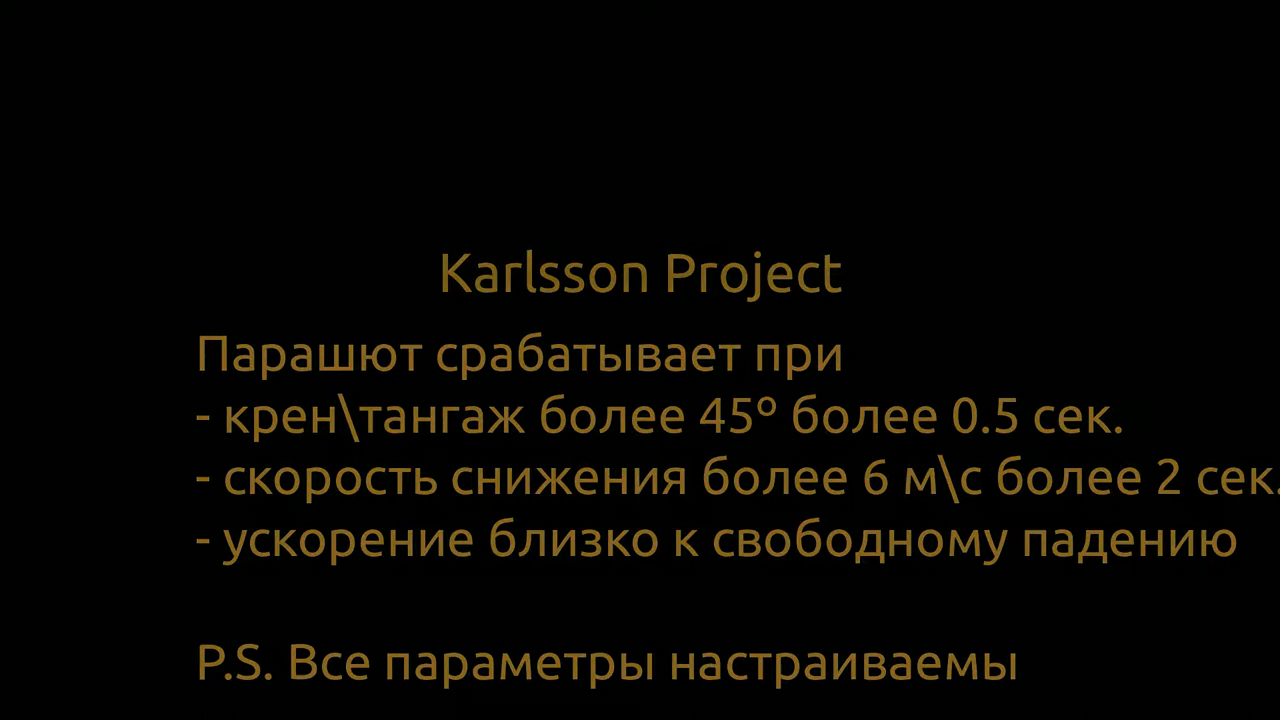 Karlsson Project
Парашют срабатывает при
- крен\тангаж более 45º более 0.5 сек.
- скорость снижения более 6 м\с более 2 сек.
- ускорение близко к свободному падению
P.S. Все параметры настраиваемы